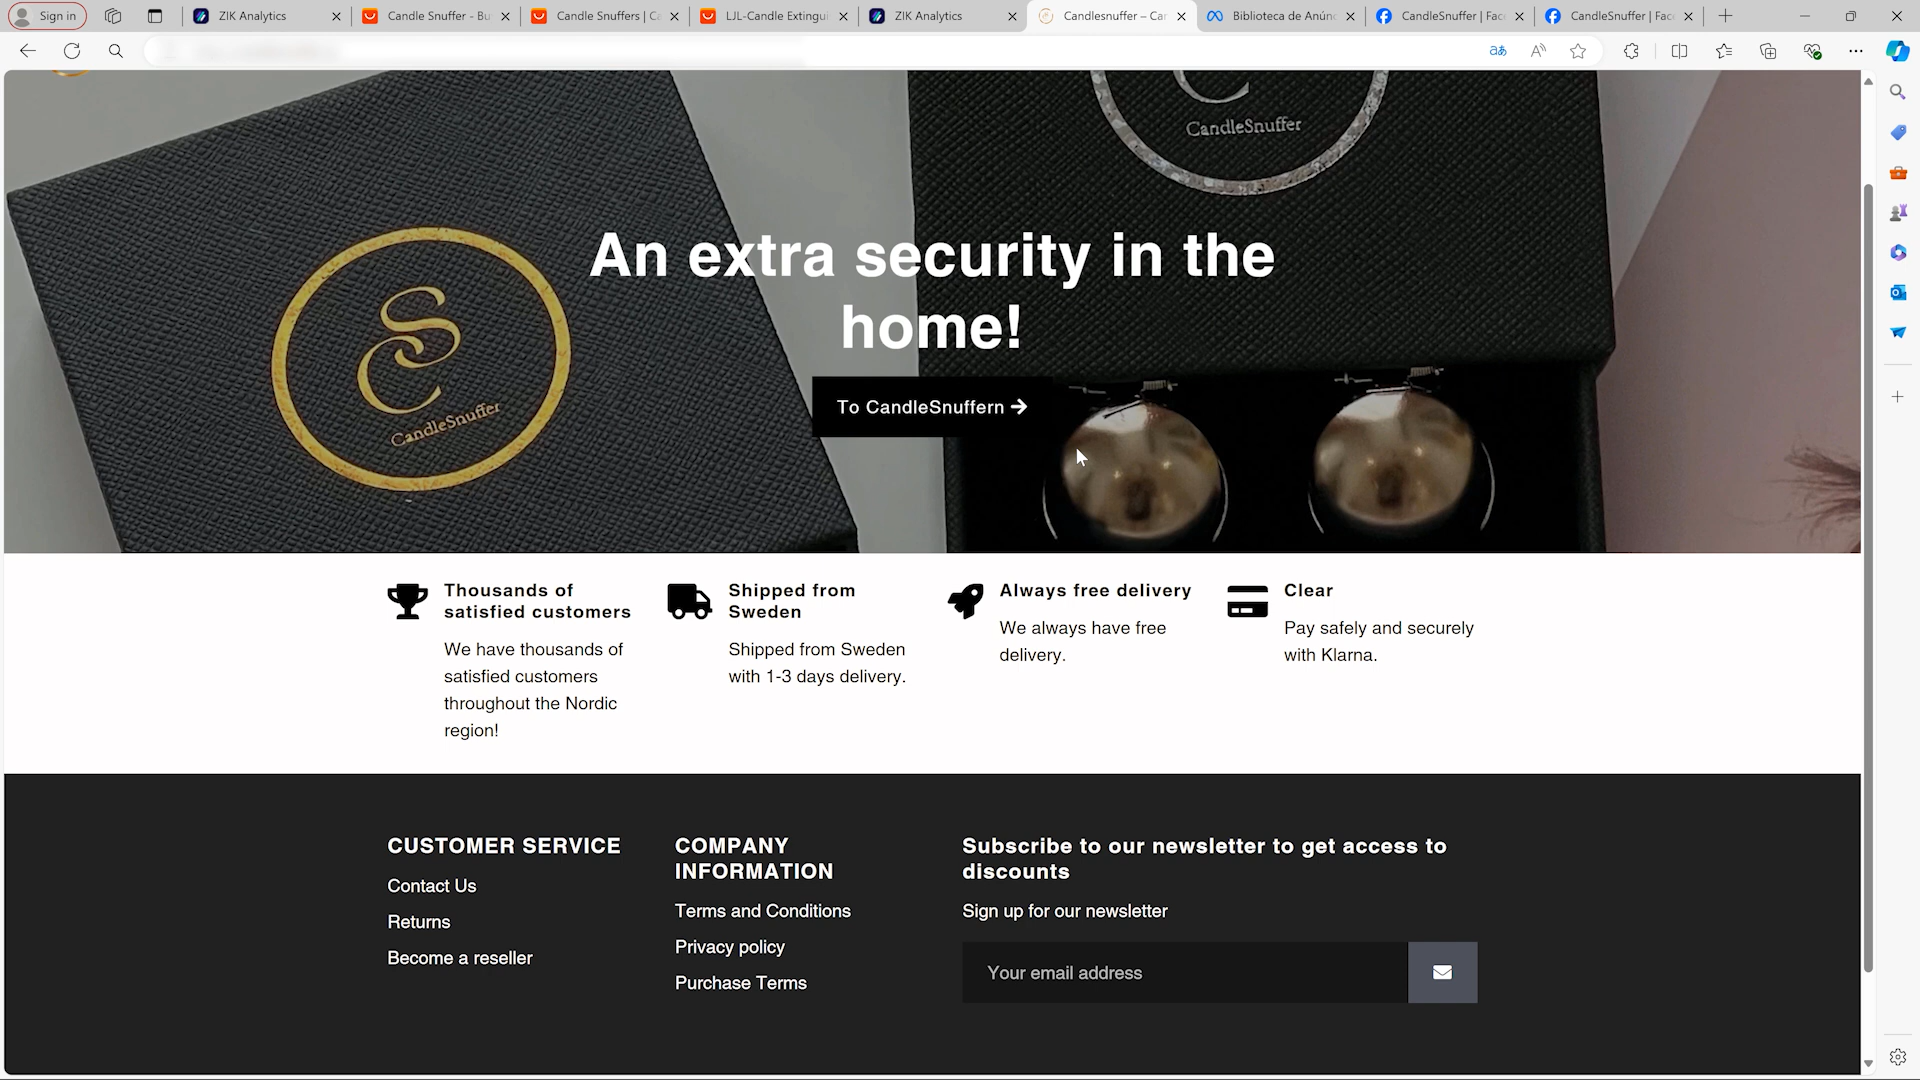 Sign in
ZIK Analytics
Candle Snuffer - Bu
Candle Snuffers | Ca
LJL-Candle Extingui
ZIK Analytics
Candlesnuffer – Can
Biblioteca de Anúnc
CandleSnuffer | Fac
CandleSnuffer | Fac
CandleSnuffer
CandleSnuffer
An extra security in the
home!
To CandleSnuffern
Thousands of
satisfied customers
We have thousands of
satisfied customers
throughout the Nordic
region!
Shipped from
Sweden
Shipped from Sweden
with 1-3 days delivery.
Always free delivery
We always have free
delivery.
Clear
Pay safely and securely
with Klarna.
CUSTOMER SERVICE
Contact Us
Returns
Become a reseller
COMPANY
INFORMATION
Terms and Conditions
Privacy policy
Purchase Terms
Subscribe to our newsletter to get access to
discounts
Sign up for our newsletter
Your email address